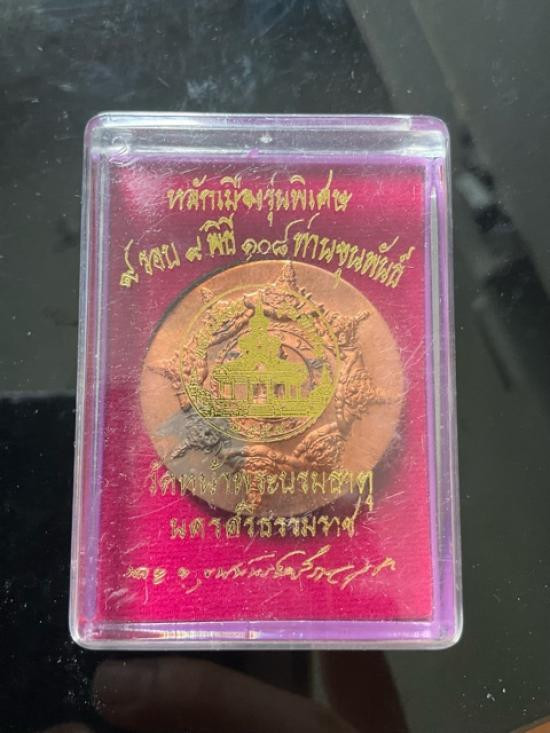 หลักเมืองรุ่นพิเศษ
๙ รอบ ๙ พิธี ๑๐๘ ท่านขุนพันธ์
วัดหน้าพระบรมธาตุ
นครศรีธรรมราช